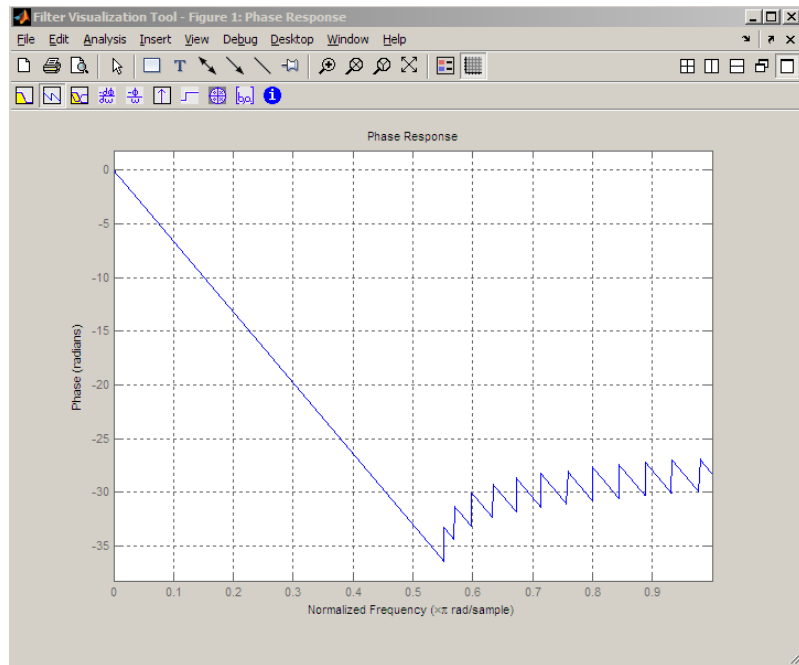 Filter Visualization Tool - Figure 1: Phase Response
File Edit Analysis Insert View Debug Desktop Window Help
T
[b,a] i
Phase Response
0
-5
-10
-15
-20
-25
-30
-35
Phase (radians)
0 0.1 0.2 0.3 0.4 0.5 0.6 0.7 0.8 0.9
Normalized Frequency (×π rad/sample)